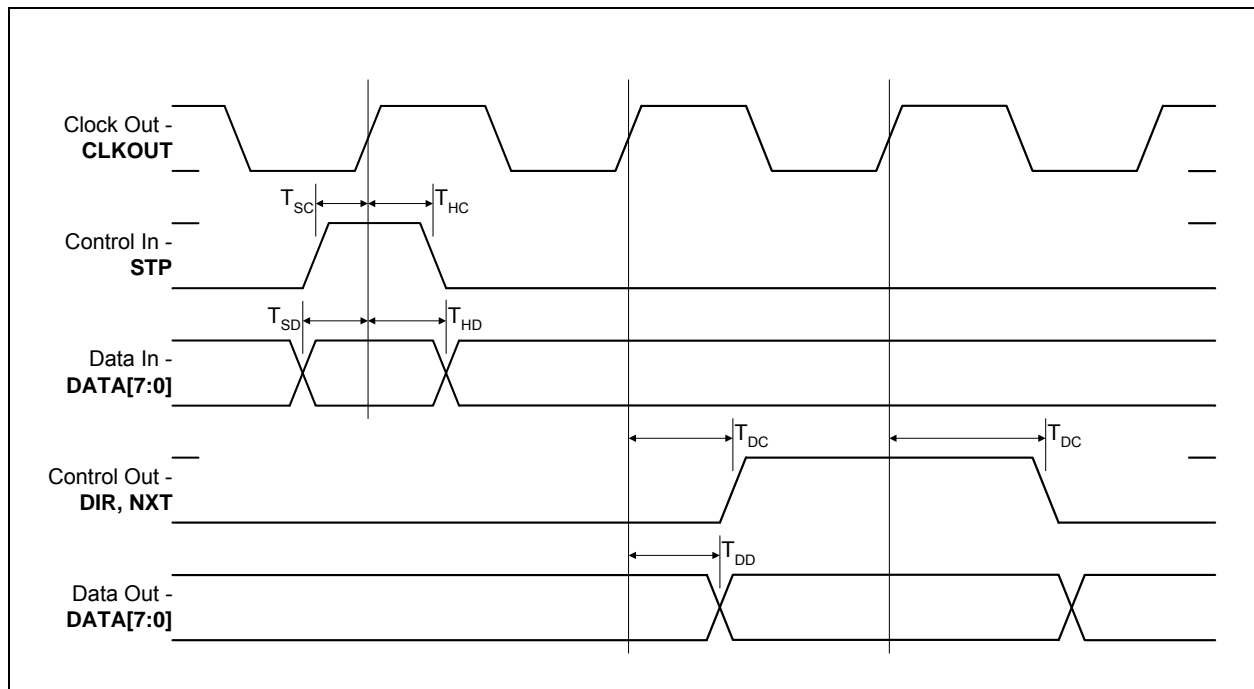 Clock Out -
CLKOUT
T_SC
T_HC
Control In -
STP
T_SD
T_HD
Data In -
DATA[7:0]
T_DC
T_DC
Control Out -
DIR, NXT
T_DD
Data Out -
DATA[7:0]